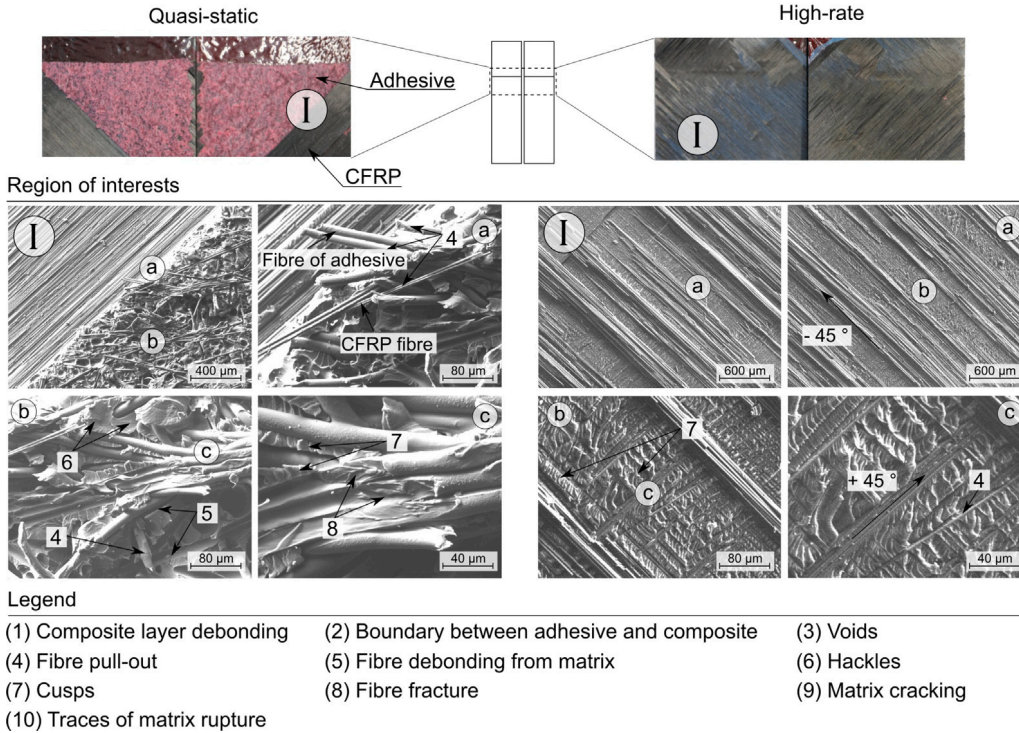 Quasi-static
High-rate
I
Adhesive
CFRP
I
Region of interests
I
a
b
400 µm
a
4
Fibre of adhesive
CFRP fibre
80 µm
I
a
600 µm
a
b
- 45 °
600 µm
b
6
c
5
4
80 µm
c
7
8
40 µm
b
7
c
80 µm
c
+ 45 °
4
40 µm
Legend
(1) Composite layer debonding
(2) Boundary between adhesive and composite
(3) Voids
(4) Fibre pull-out
(5) Fibre debonding from matrix
(6) Hackles
(7) Cusps
(8) Fibre fracture
(9) Matrix cracking
(10) Traces of matrix rupture